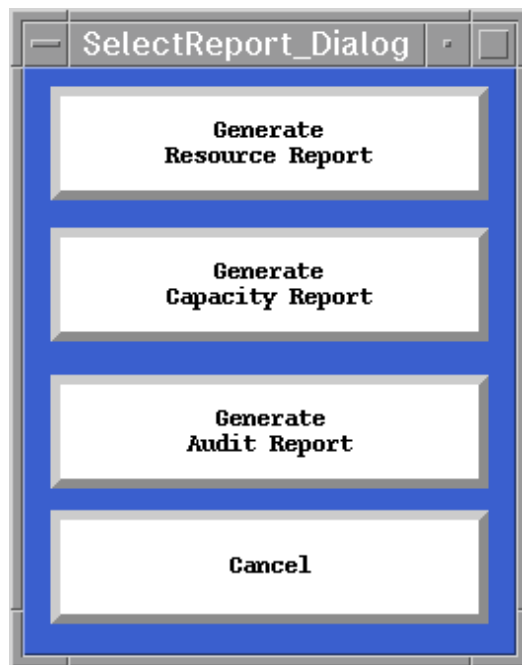 SelectReport_Dialog
Generate
Resource Report
Generate
Capacity Report
Generate
Audit Report
Cancel